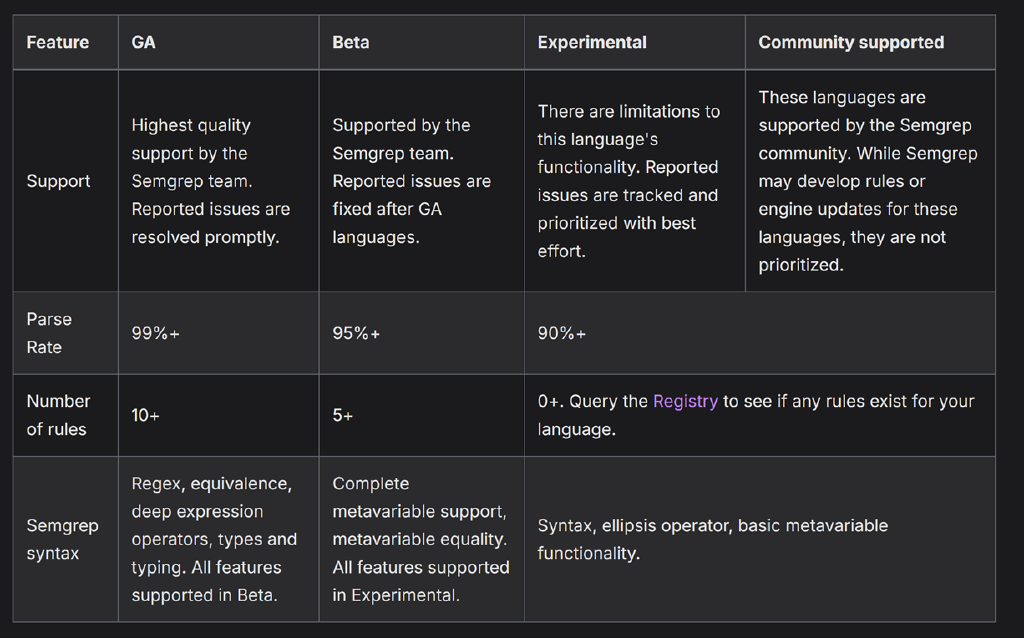 Feature
GA
Beta
Experimental
Community supported
Support
Highest quality
support by the
Semgrep team.
Reported issues are
resolved promptly.
Supported by the
Semgrep team.
Reported issues are
fixed after GA
languages.
There are limitations to
this language's
functionality. Reported
issues are tracked and
prioritized with best
effort.
These languages are
supported by the Semgrep
community. While Semgrep
may develop rules or
engine updates for these
languages, they are not
prioritized.
Parse
Rate
99%+
95%+
90%+
Number
of rules
10+
5+
0+. Query the Registry to see if any rules exist for your
language.
Semgrep
syntax
Regex, equivalence,
deep expression
operators, types and
typing. All features
supported in Beta.
Complete
metavariable support,
metavariable equality.
All features supported
in Experimental.
Syntax, ellipsis operator, basic metavariable
functionality.